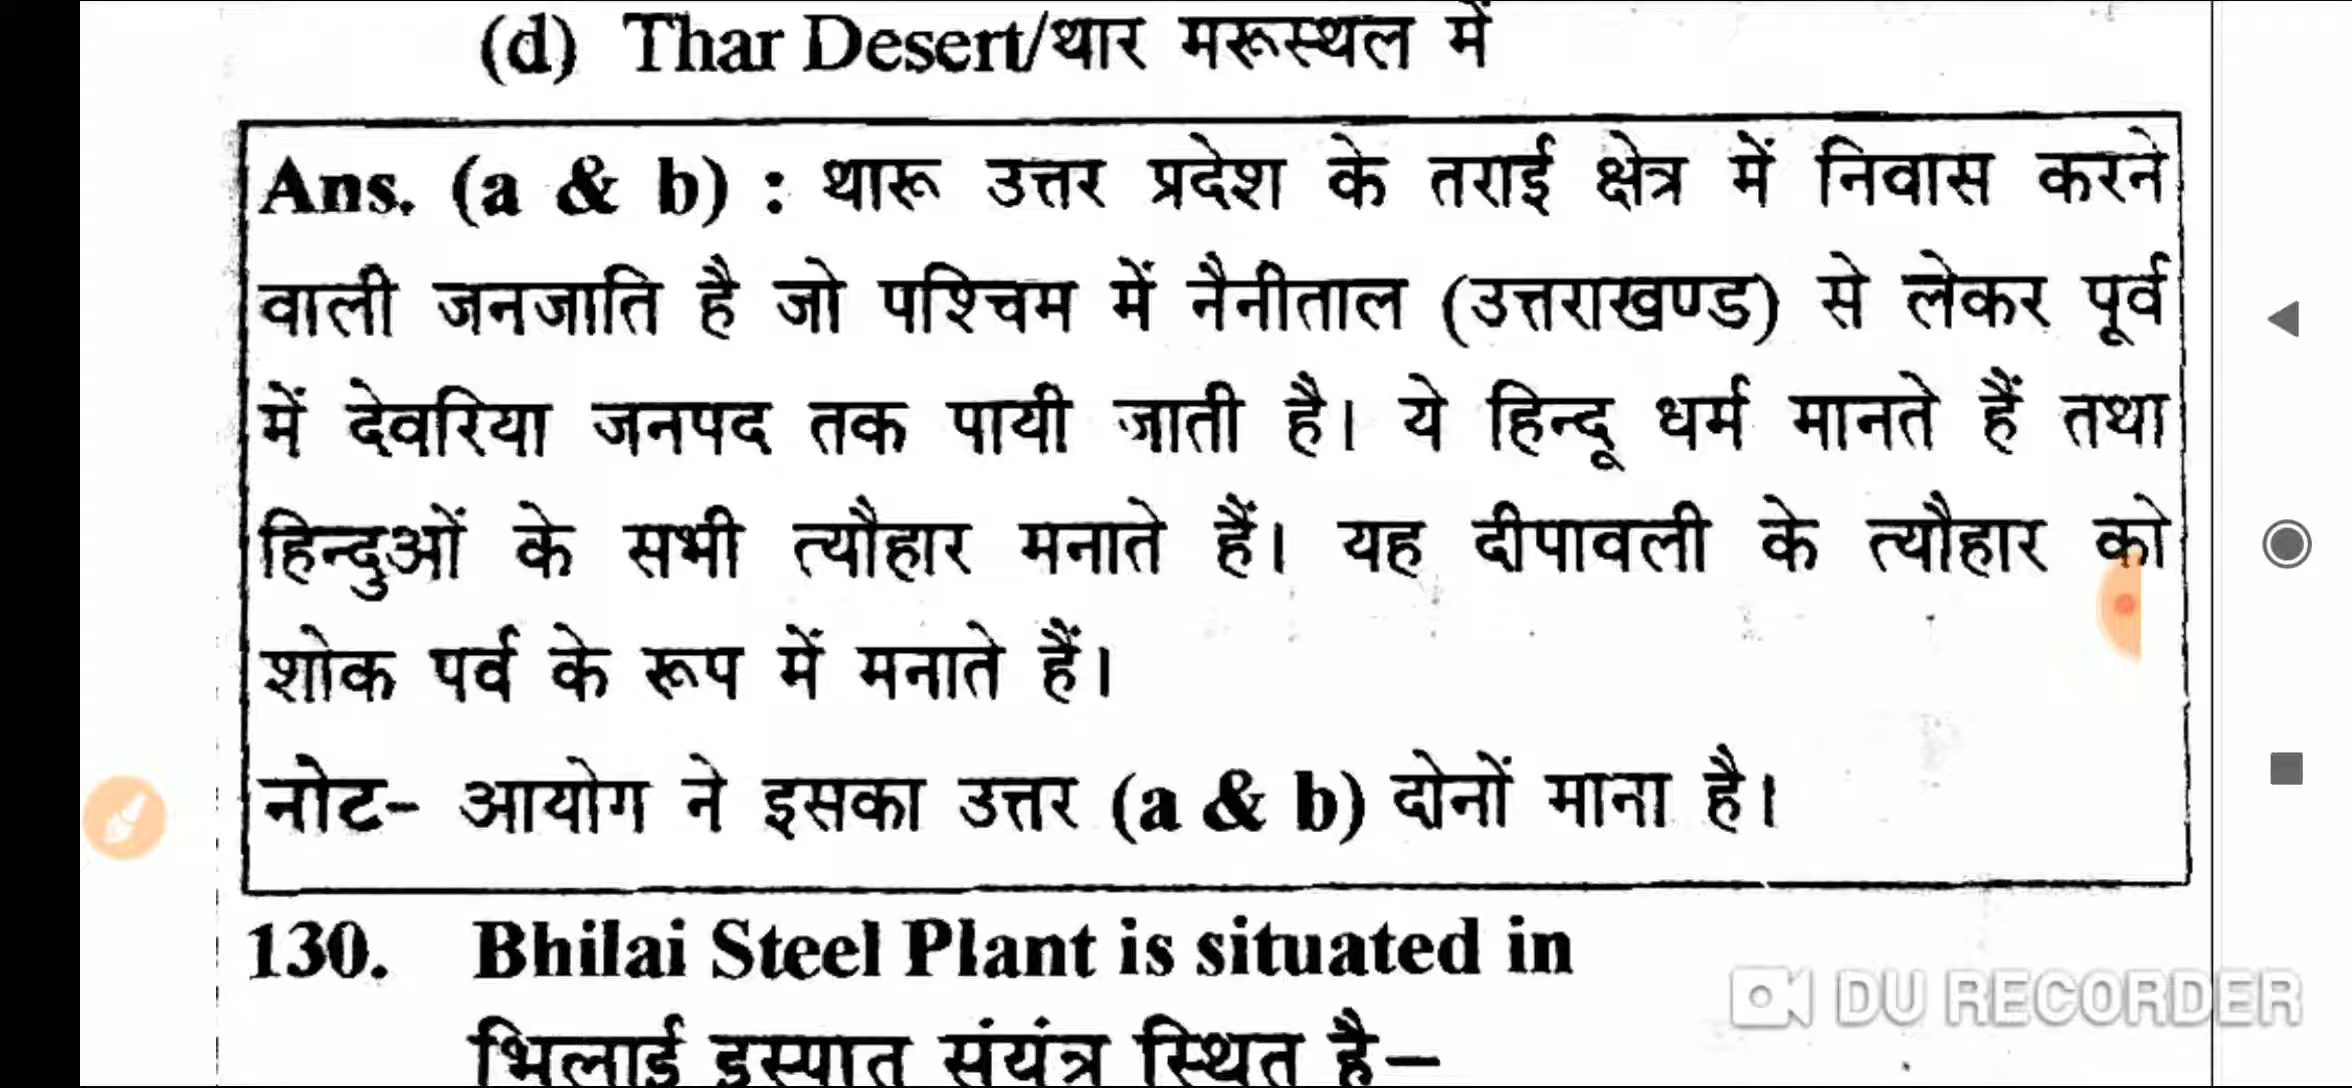 (d) Thar Desert/थार मरूस्थल में
Ans. (a & b) : थारू उत्तर प्रदेश के तराई क्षेत्र में निवास करने
वाली जनजाति है जो पश्चिम में नैनीताल (उत्तराखण्ड) से लेकर पूर्व
में देवरिया जनपद तक पायी जाती है। ये हिन्दू धर्म मानते हैं तथा
हिन्दुओं के सभी त्यौहार मनाते हैं। यह दीपावली के त्यौहार को
शोक पर्व के रूप में मनाते हैं।
नोट- आयोग ने इसका उत्तर (a & b) दोनों माना है।
130. Bhilai Steel Plant is situated in
भिलाई इस्पात संयंत्र स्थित है–
DU RECORDER